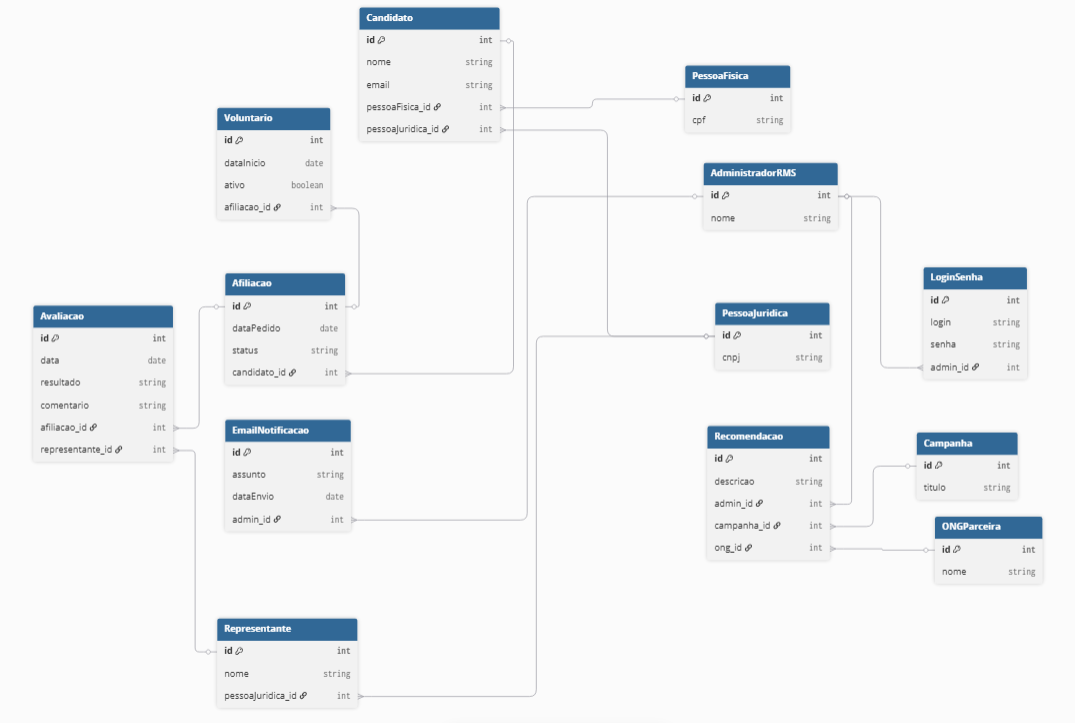 Candidato
id int
nome string
email string
pessoaFisica_id int
pessoaJuridica_id int
PessoaFisica
id int
cpf string
Voluntario
id int
dataInicio date
ativo boolean
afiliacao_id int
AdministradorRMS
id int
nome string
LoginSenha
id int
login string
senha string
admin_id int
Afiliacao
id int
dataPedido date
status string
candidato_id int
Avaliacao
id int
data date
resultado string
comentario string
afiliacao_id int
representante_id int
PessoaJuridica
id int
cnpj string
EmailNotificacao
id int
assunto string
dataEnvio date
admin_id int
Recomendacao
id int
descricao string
admin_id int
campanha_id int
ong_id int
Campanha
id int
titulo string
ONGParceira
id int
nome string
Representante
id int
nome string
pessoaJuridica_id int